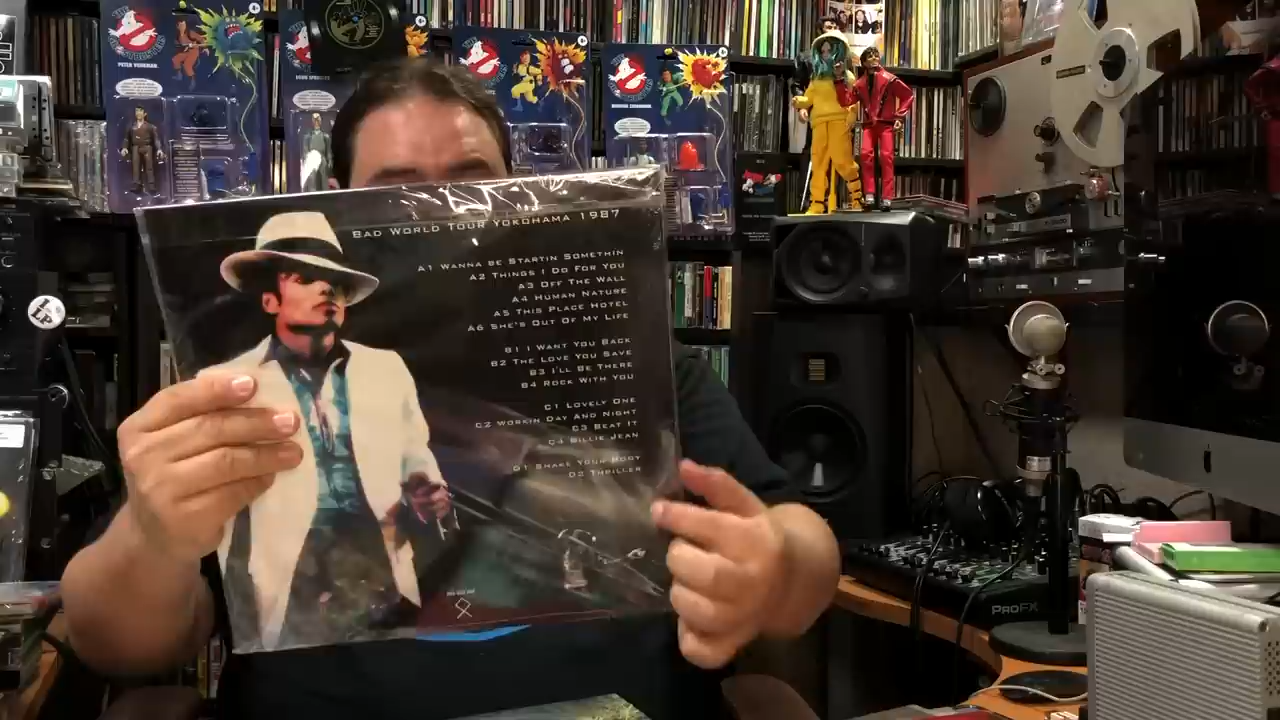 PETER VENKMAN
BAD WORLD TOUR YOKOHAMA 1987
A1 WANNA BE STARTIN SOMETHIN
A2 THINGS I DO FOR YOU
A3 OFF THE WALL
A4 HUMAN NATURE
A5 THIS PLACE HOTEL
A6 SHE'S OUT OF MY LIFE
B1 I WANT YOU BACK
B2 THE LOVE YOU SAVE
B3 I'LL BE THERE
B4 ROCK WITH YOU
C1 LOVELY ONE
C2 WORKIN DAY AND NIGHT
C3 BEAT IT
C4 BILLIE JEAN
D1 SHAKE YOUR BODY
D2 THRILLER
I
LP
PROFX